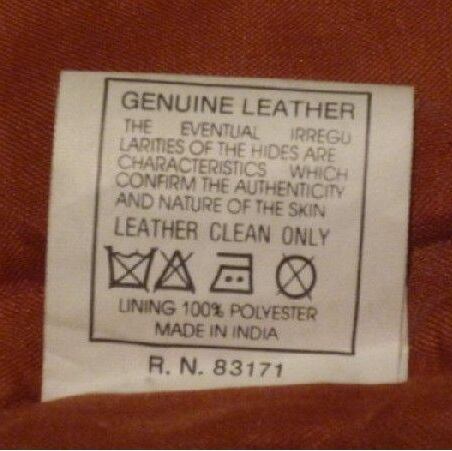 GENUINE LEATHER
THE EVENTUAL IRREGU
LARITIES OF THE HIDES ARE
CHARACTERISTICS WHICH
CONFIRM THE AUTHENTICITY
AND NATURE OF THE SKIN
LEATHER CLEAN ONLY
LINING 100% POLYESTER
MADE IN INDIA
R. N. 83171